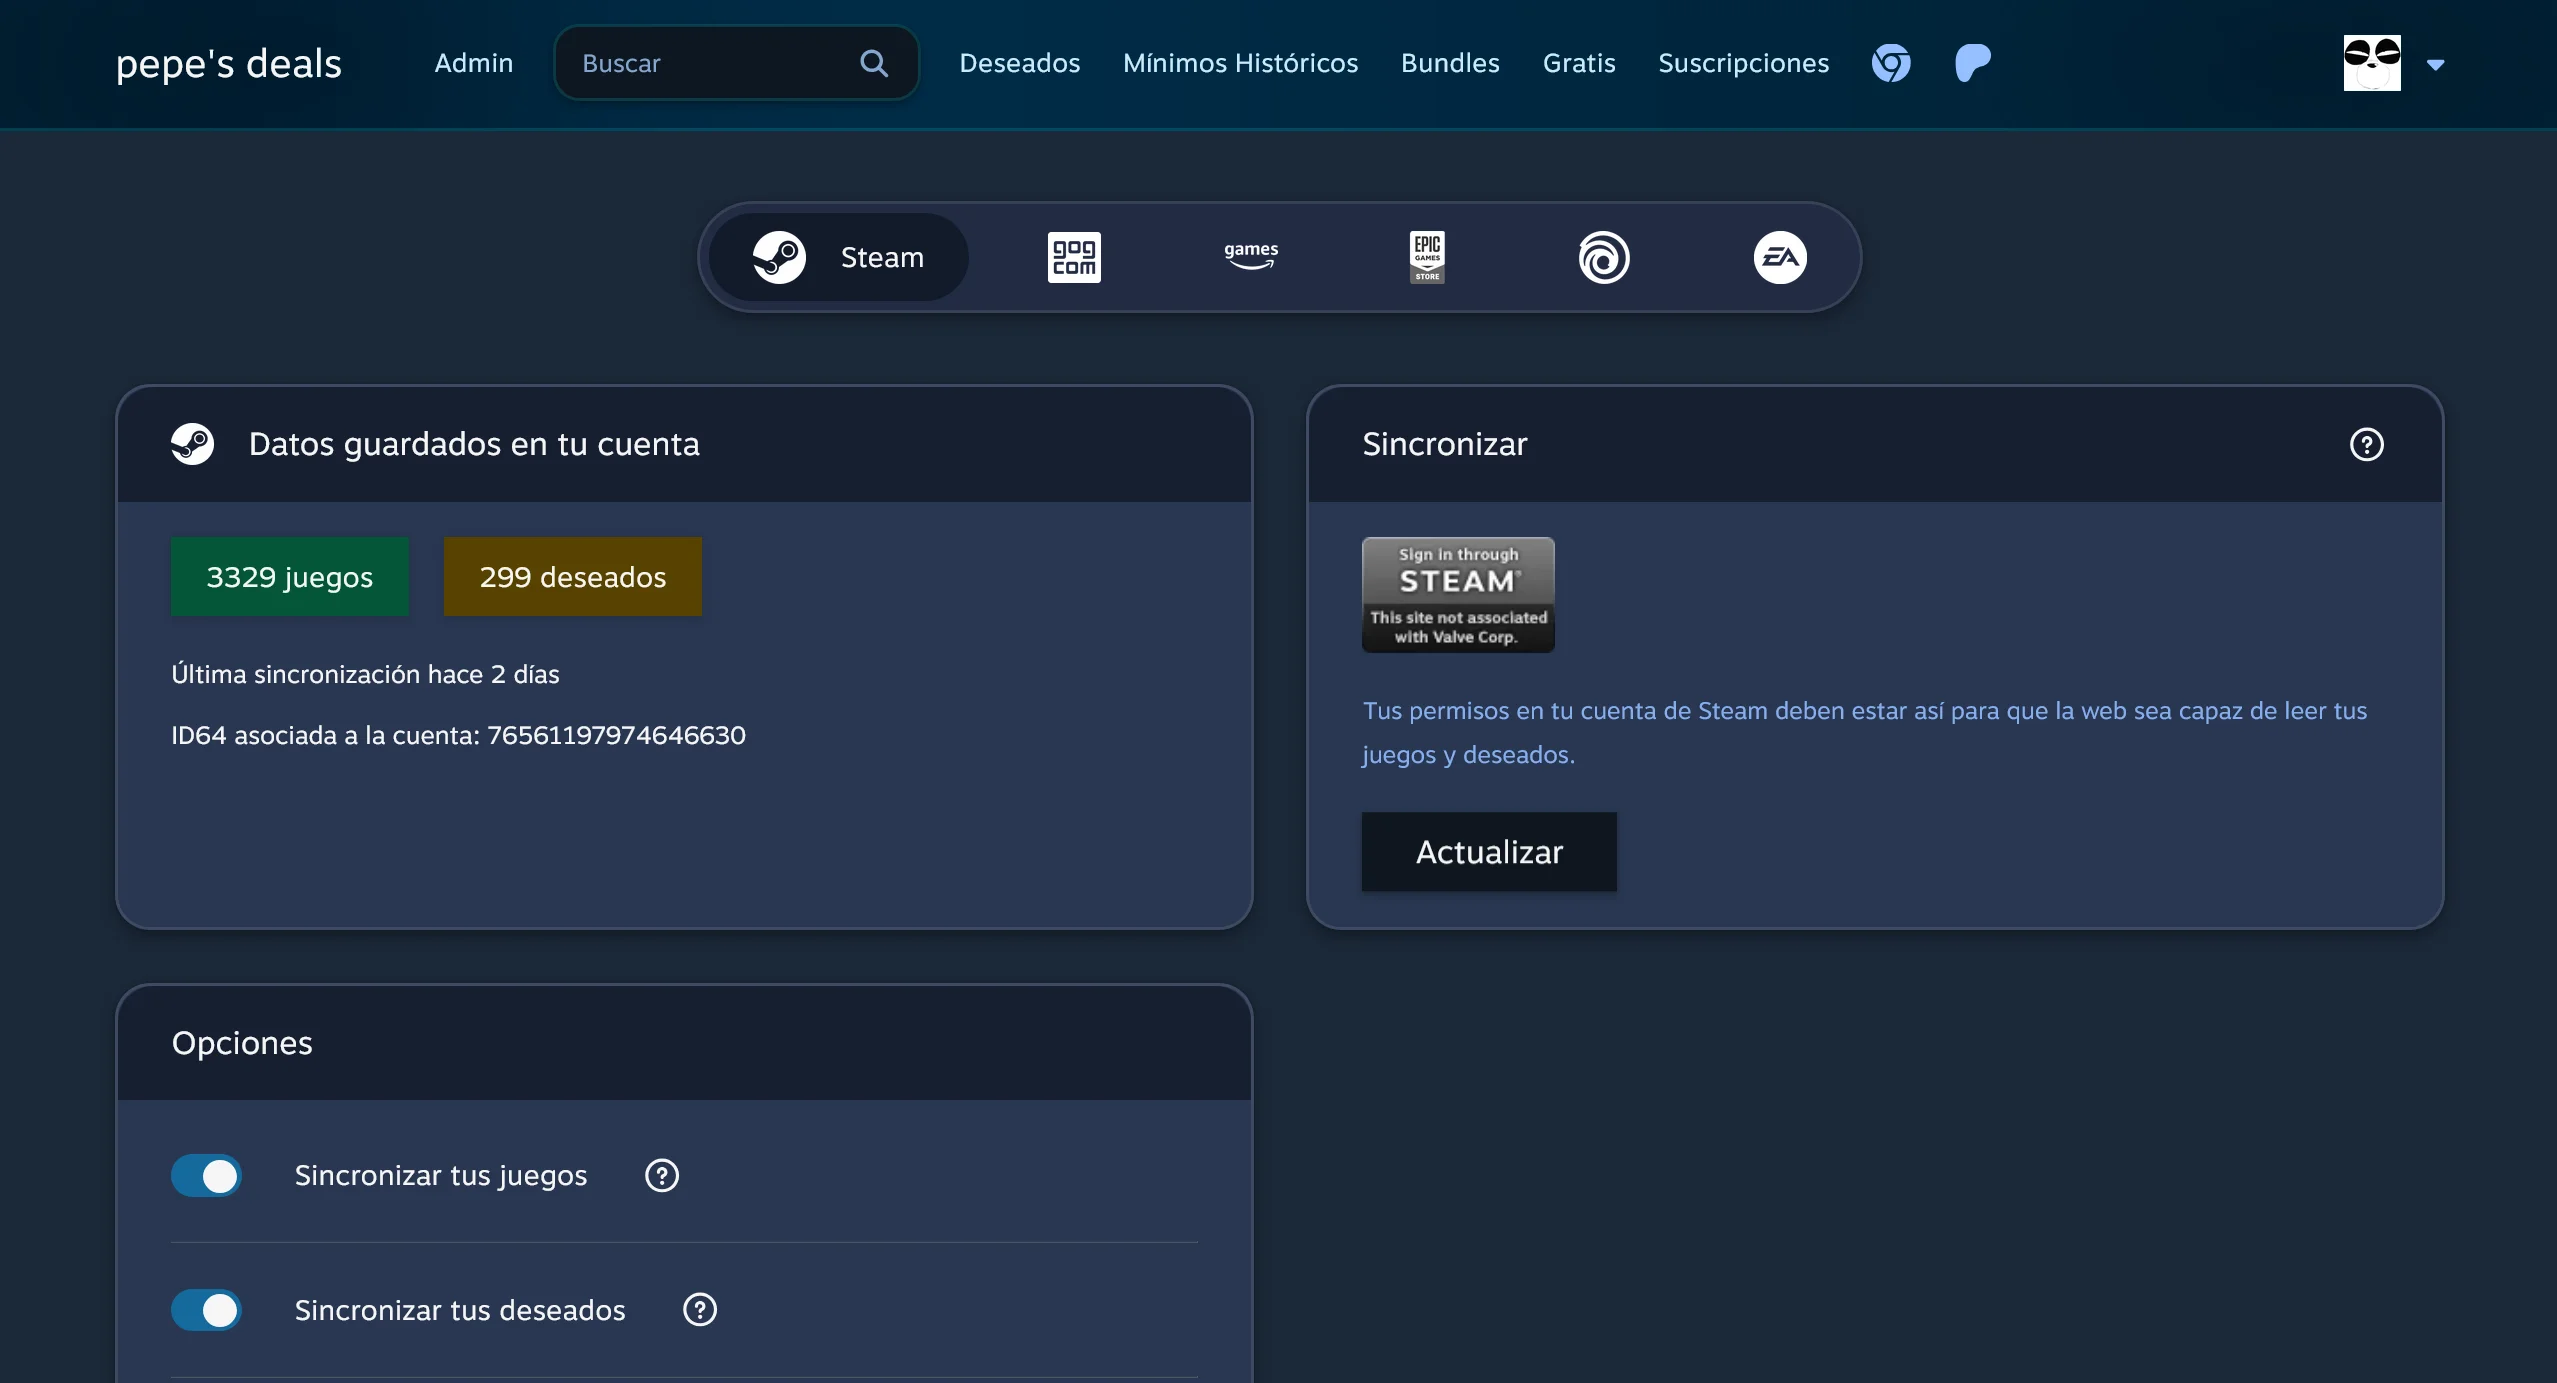 pepe's deals
Admin
Buscar
Deseados
Mínimos Históricos
Bundles
Gratis
Suscripciones
Steam
gog
com
games
EPIC
GAMES
STORE
EA
Datos guardados en tu cuenta
3329 juegos
299 deseados
Última sincronización hace 2 días
ID64 asociada a la cuenta: 76561197974646630
Sincronizar
?
Sign in through
STEAM®
This site not associated
with Valve Corp.
Tus permisos en tu cuenta de Steam deben estar así para que la web sea capaz de leer tus
juegos y deseados.
Actualizar
Opciones
Sincronizar tus juegos
?
Sincronizar tus deseados
?